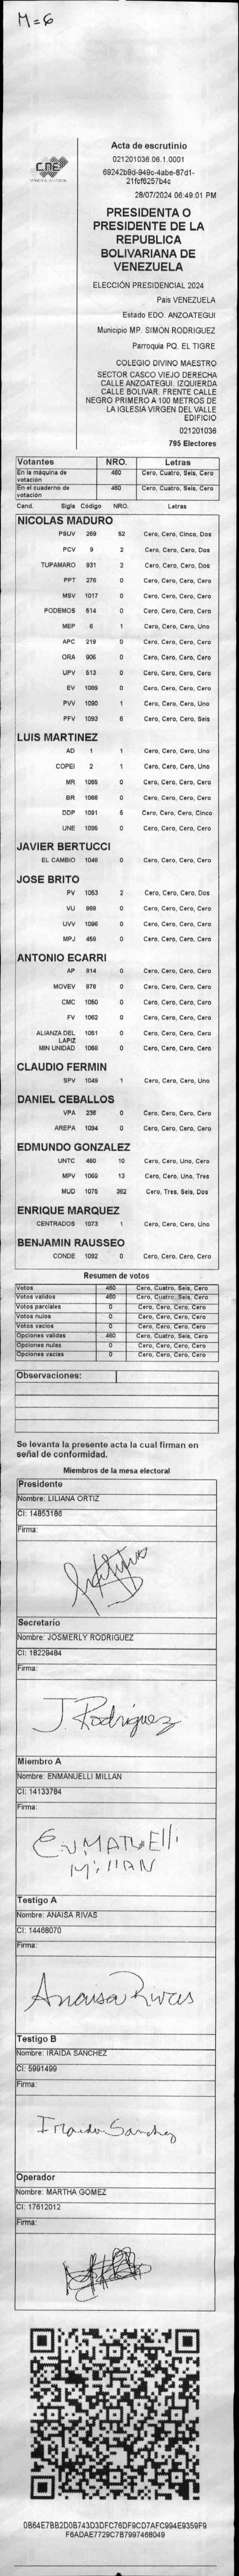 M=6
CNE
Acta de escrutinio
021201036.06.1.0001
69242b9d-949c-4abe-87d1-
21fcf6257b4c
28/07/2024 06:49:01 PM
PRESIDENTA O
PRESIDENTE DE LA
REPUBLICA
BOLIVARIANA DE
VENEZUELA
ELECCIÓN PRESIDENCIAL 2024
Pais VENEZUELA
Estado EDO. ANZOATEGUI
Municipio MP. SIMON RODRIGUEZ
Parroquia PQ. EL TIGRE
COLEGIO DIVINO MAESTRO
SECTOR CASCO VIEJO DERECHA
CALLE ANZOATEGUI. IZQUIERDA
CALLE BOLIVAR. FRENTE CALLE
NEGRO PRIMERO A 100 METROS DE
LA IGLESIA VIRGEN DEL VALLE
EDIFICIO
021201036
795 Electores
Votantes NRO. Letras
En la máquina de votación 460 Cero, Cuatro, Seis, Cero
En el cuaderno de votación 460 Cero, Cuatro, Seis, Cero
Cand. Sigla Código NRO. Letras
NICOLAS MADURO
PSUV 269 52 Cero, Cero, Cinco, Dos
PCV 9 2 Cero, Cero, Cero, Dos
TUPAMARO 931 2 Cero, Cero, Cero, Dos
PPT 276 0 Cero, Cero, Cero, Cero
MSV 1017 0 Cero, Cero, Cero, Cero
PODEMOS 514 0 Cero, Cero, Cero, Cero
MEP 6 1 Cero, Cero, Cero, Uno
APC 219 0 Cero, Cero, Cero, Cero
ORA 906 0 Cero, Cero, Cero, Cero
UPV 513 0 Cero, Cero, Cero, Cero
EV 1089 0 Cero, Cero, Cero, Cero
PVV 1090 1 Cero, Cero, Cero, Uno
PFV 1093 6 Cero, Cero, Cero, Seis
LUIS MARTINEZ
AD 1 1 Cero, Cero, Cero, Uno
COPEI 2 1 Cero, Cero, Cero, Uno
MR 1065 0 Cero, Cero, Cero, Cero
BR 1066 0 Cero, Cero, Cero, Cero
DDP 1091 5 Cero, Cero, Cero, Cinco
UNE 1095 0 Cero, Cero, Cero, Cero
JAVIER BERTUCCI
EL CAMBIO 1048 0 Cero, Cero, Cero, Cero
JOSE BRITO
PV 1053 2 Cero, Cero, Cero, Dos
VU 868 0 Cero, Cero, Cero, Cero
UVV 1096 0 Cero, Cero, Cero, Cero
MPJ 459 0 Cero, Cero, Cero, Cero
ANTONIO ECARRI
AP 814 0 Cero, Cero, Cero, Cero
MOVEV 878 0 Cero, Cero, Cero, Cero
CMC 1050 0 Cero, Cero, Cero, Cero
FV 1062 0 Cero, Cero, Cero, Cero
ALIANZA DEL LAPIZ 1051 0 Cero, Cero, Cero, Cero
MIN UNIDAD 1068 0 Cero, Cero, Cero, Cero
CLAUDIO FERMIN
SPV 1049 1 Cero, Cero, Cero, Uno
DANIEL CEBALLOS
VPA 236 0 Cero, Cero, Cero, Cero
AREPA 1094 0 Cero, Cero, Cero, Cero
EDMUNDO GONZALEZ
UNTC 460 10 Cero, Cero, Uno, Cero
MPV 1069 13 Cero, Cero, Uno, Tres
MUD 1075 362 Cero, Tres, Seis, Dos
ENRIQUE MARQUEZ
CENTRADOS 1073 1 Cero, Cero, Cero, Uno
BENJAMIN RAUSSEO
CONDE 1092 0 Cero, Cero, Cero, Cero
Resumen de votos
Votos 460 Cero, Cuatro, Seis, Cero
Votos validos 460 Cero, Cuatro, Seis, Cero
Votos parciales 0 Cero, Cero, Cero, Cero
Votos nulos 0 Cero, Cero, Cero, Cero
Votos vacios 0 Cero, Cero, Cero, Cero
Opciones validas 460 Cero, Cuatro, Seis, Cero
Opciones nulas 0 Cero, Cero, Cero, Cero
Opciones vacias 0 Cero, Cero, Cero, Cero
Observaciones:
Se levanta la presente acta la cual firman en
señal de conformidad.
Miembros de la mesa electoral
Presidente
Nombre: LILIANA ORTIZ
CI: 14853186
Firma:
Secretario
Nombre: JOSMERLY RODRIGUEZ
CI: 18229484
Firma:
J. Rodriguez
Miembro A
Nombre: ENMANUELLI MILLAN
CI: 14133784
Firma:
ENMANUElli
MillAN
Testigo A
Nombre: ANAISA RIVAS
CI: 14468070
Firma:
Anaisa Rivas
Testigo B
Nombre: IRAIDA SANCHEZ
CI: 5991499
Firma:
Iraida Sanchez
Operador
Nombre: MARTHA GOMEZ
CI: 17612012
Firma:
0B64E7BB2D0B743D3DFC76DF9CD7AFC994E9359F9
F6ADAE7729C7B7997468049